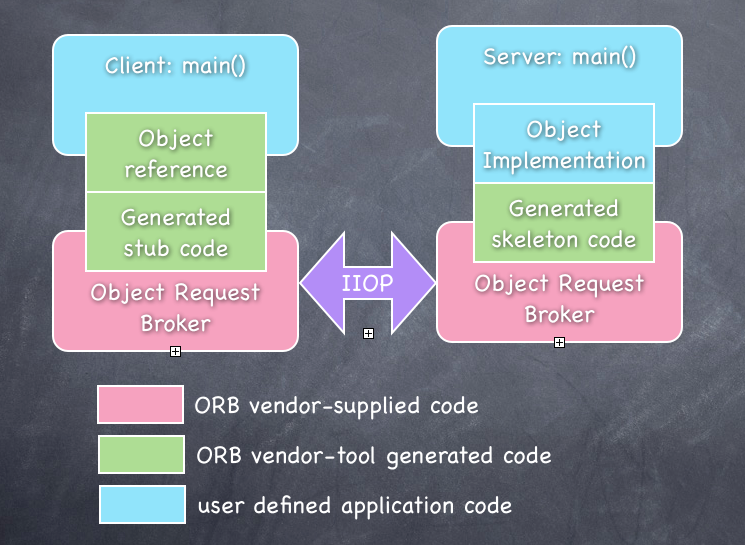 Client: main()
Object
reference
Generated
stub code
Object Request
Broker
IIOP
Server: main()
Object
Implementation
Generated
skeleton code
Object Request
Broker
ORB vendor-supplied code
ORB vendor-tool generated code
user defined application code